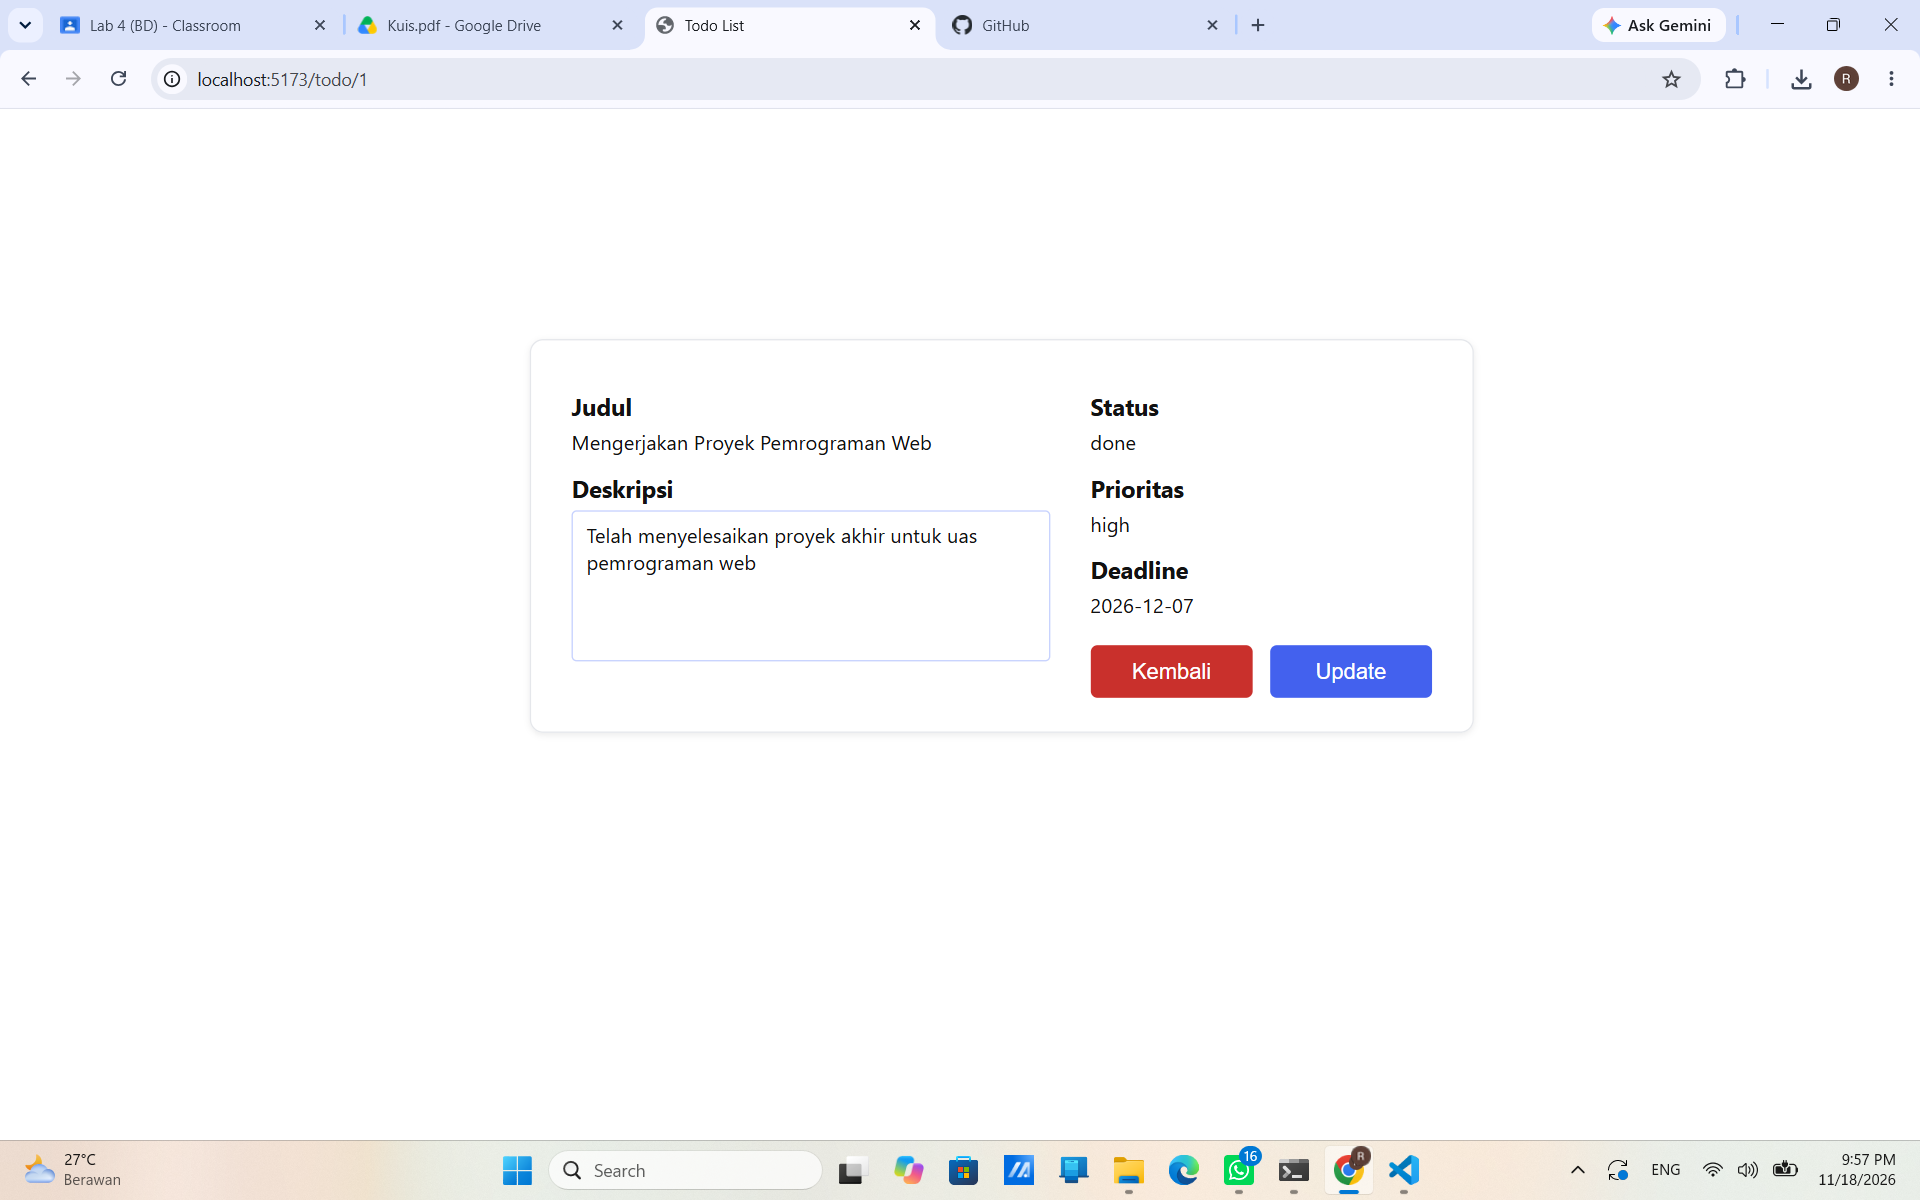 Lab 4 (BD) - Classroom
Kuis.pdf - Google Drive
Todo List
GitHub
Ask Gemini
localhost:5173/todo/1
R
Judul
Mengerjakan Proyek Pemrograman Web
Deskripsi
Telah menyelesaikan proyek akhir untuk uas
pemrograman web
Status
done
Prioritas
high
Deadline
2026-12-07
Kembali
Update
27°C
Berawan
Search
16
R
ENG
9:57 PM
11/18/2026